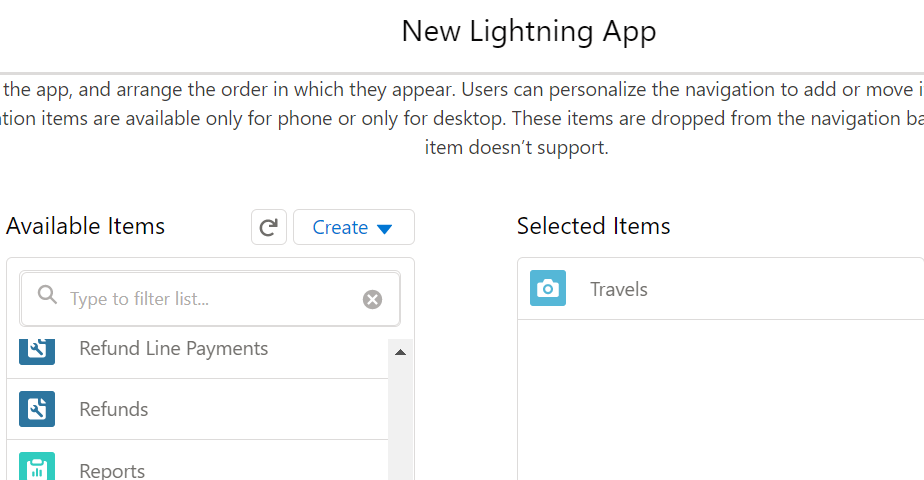 New Lightning App
the app, and arrange the order in which they appear. Users can personalize the navigation to add or move
items are available only for phone or only for desktop. These items are dropped from the navigation
item doesn’t support.
Available Items
Create
Selected Items
Type to filter list...
Travels
Refund Line Payments
Refunds
Reports